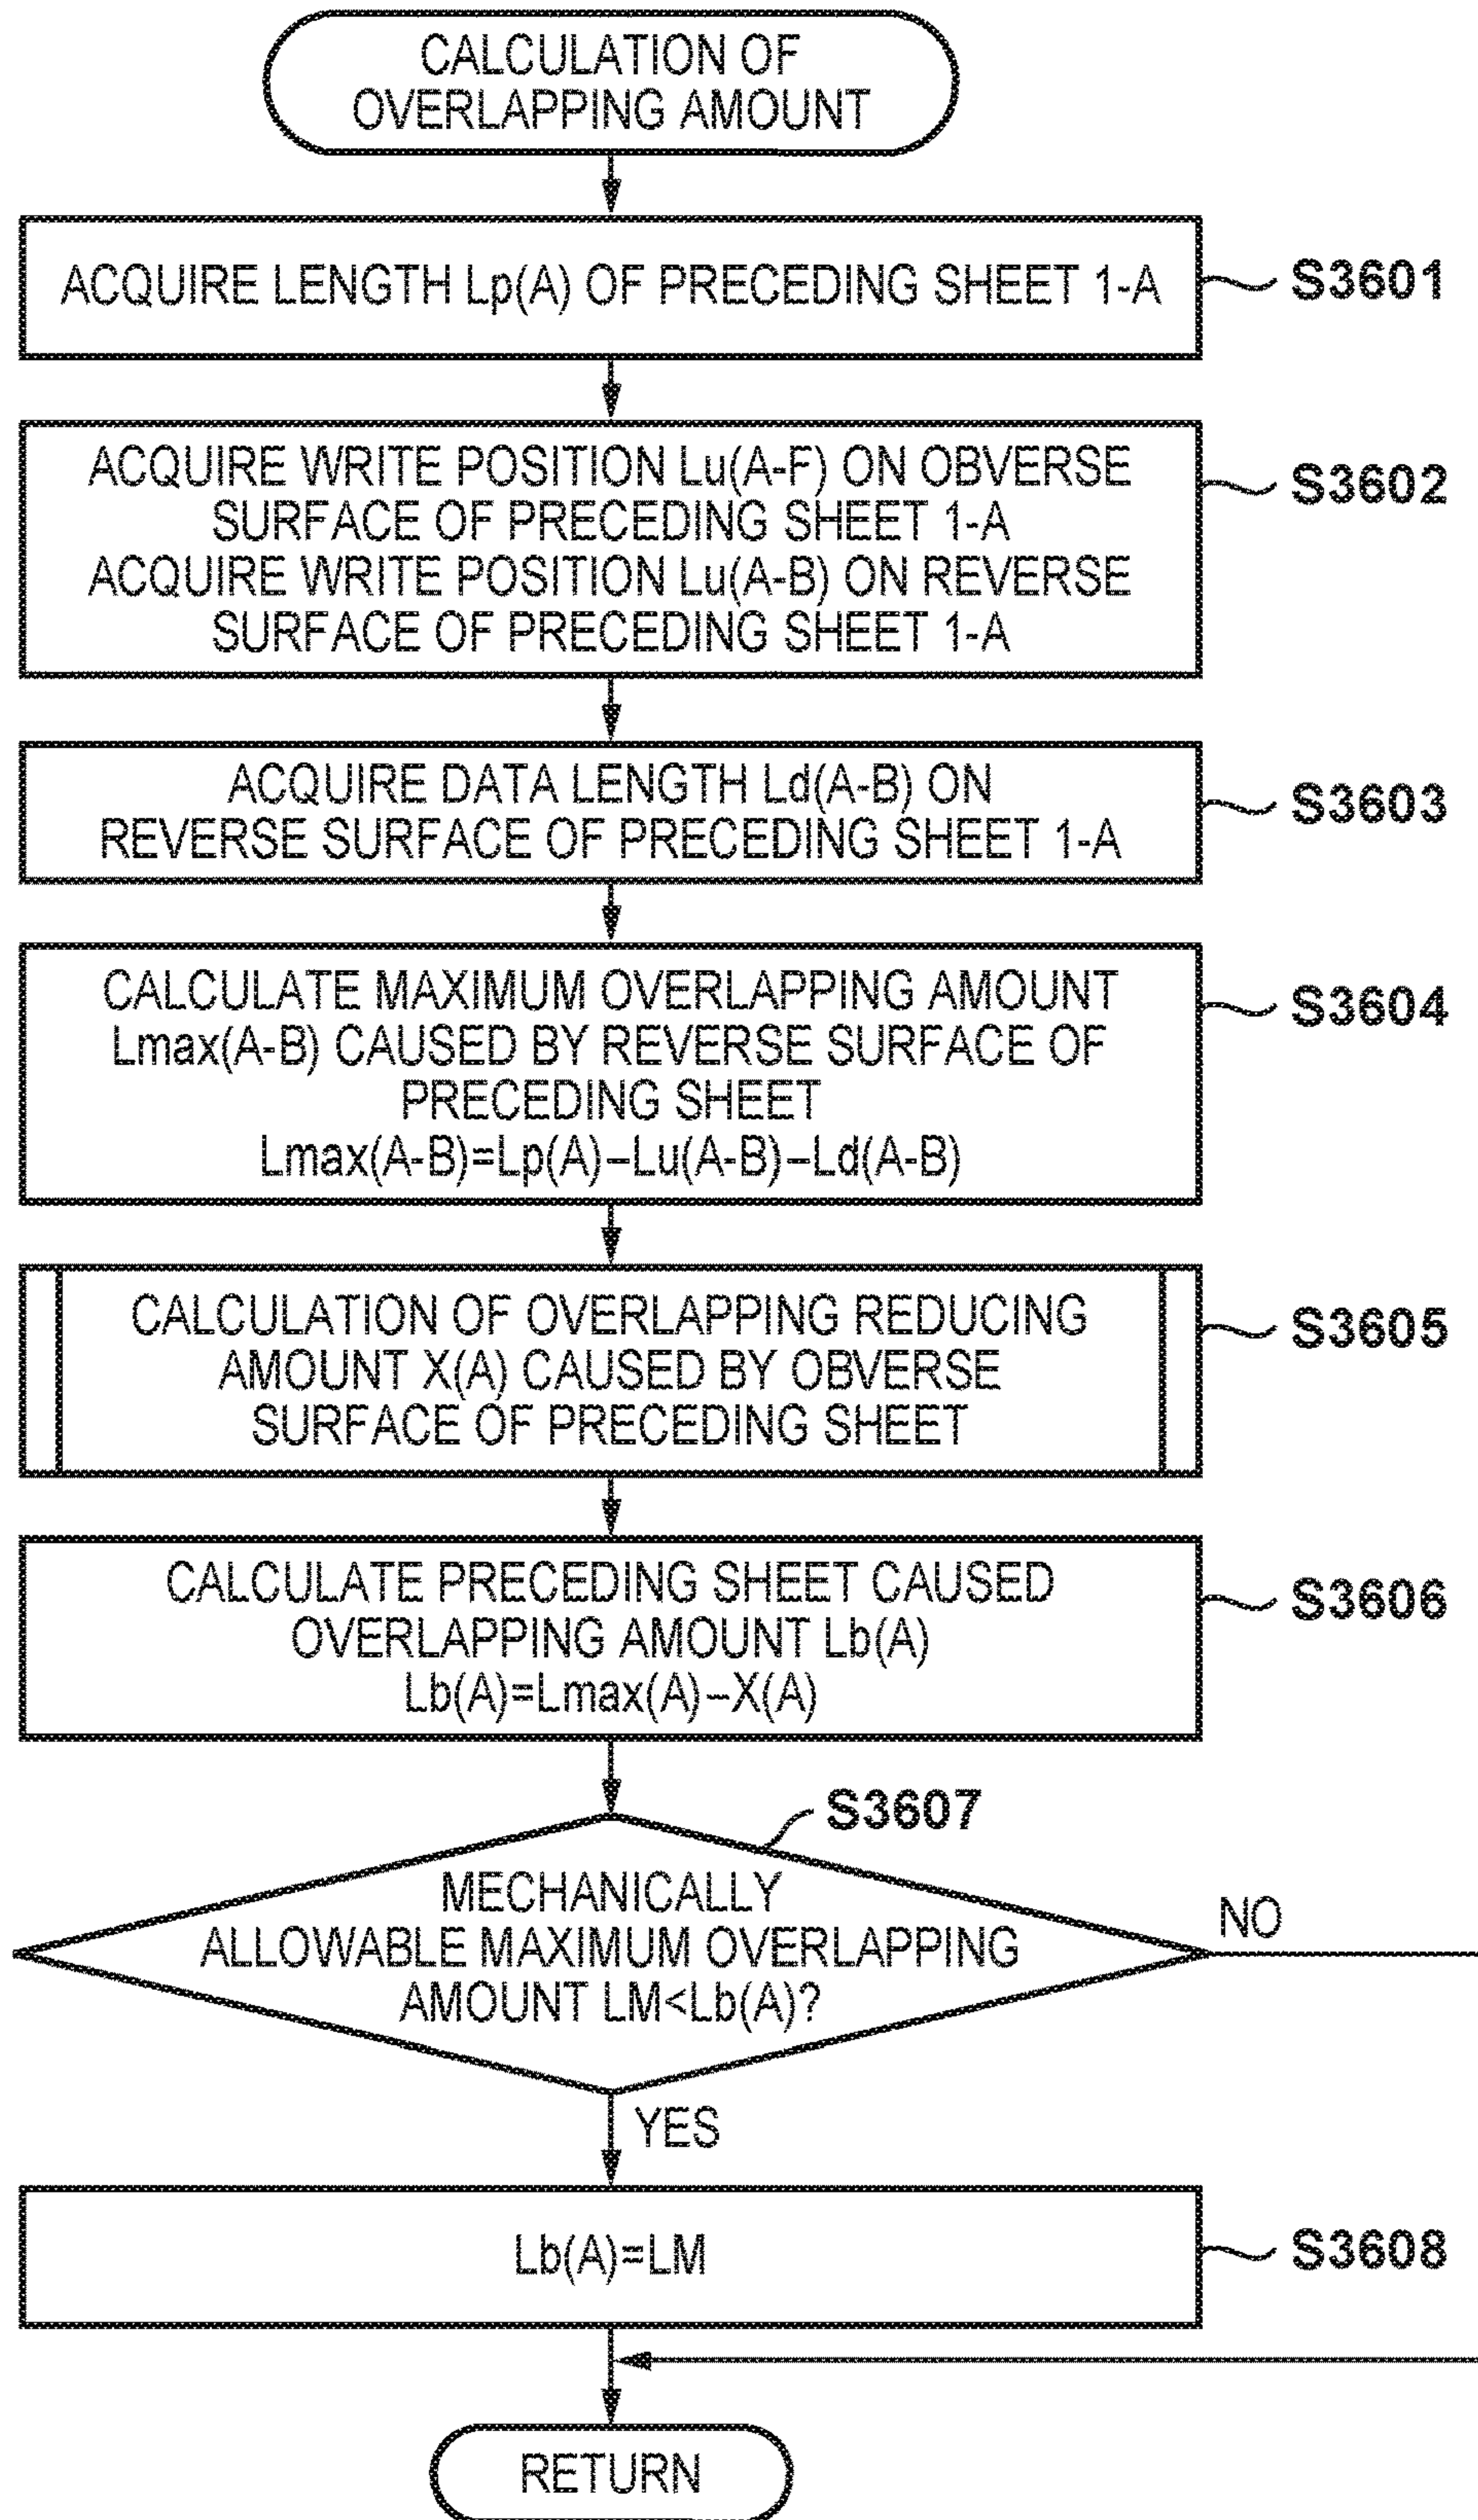 CALCULATION OF
OVERLAPPING AMOUNT
ACQUIRE LENGTH Lp(A) OF PRECEDING SHEET 1-A
S3601
ACQUIRE WRITE POSITION Lu(A-F) ON OBVERSE
SURFACE OF PRECEDING SHEET 1-A
ACQUIRE WRITE POSITION Lu(A-B) ON REVERSE
SURFACE OF PRECEDING SHEET 1-A
S3602
ACQUIRE DATA LENGTH Ld(A-B) ON
REVERSE SURFACE OF PRECEDING SHEET 1-A
S3603
CALCULATE MAXIMUM OVERLAPPING AMOUNT
Lmax(A-B) CAUSED BY REVERSE SURFACE OF
PRECEDING SHEET
Lmax(A-B)=Lp(A)–Lu(A-B)–Ld(A-B)
S3604
CALCULATION OF OVERLAPPING REDUCING
AMOUNT X(A) CAUSED BY OBVERSE
SURFACE OF PRECEDING SHEET
S3605
CALCULATE PRECEDING SHEET CAUSED
OVERLAPPING AMOUNT Lb(A)
Lb(A)=Lmax(A)–X(A)
S3606
S3607
MECHANICALLY
ALLOWABLE MAXIMUM OVERLAPPING
AMOUNT LM<Lb(A)?
NO
YES
Lb(A)=LM
S3608
RETURN